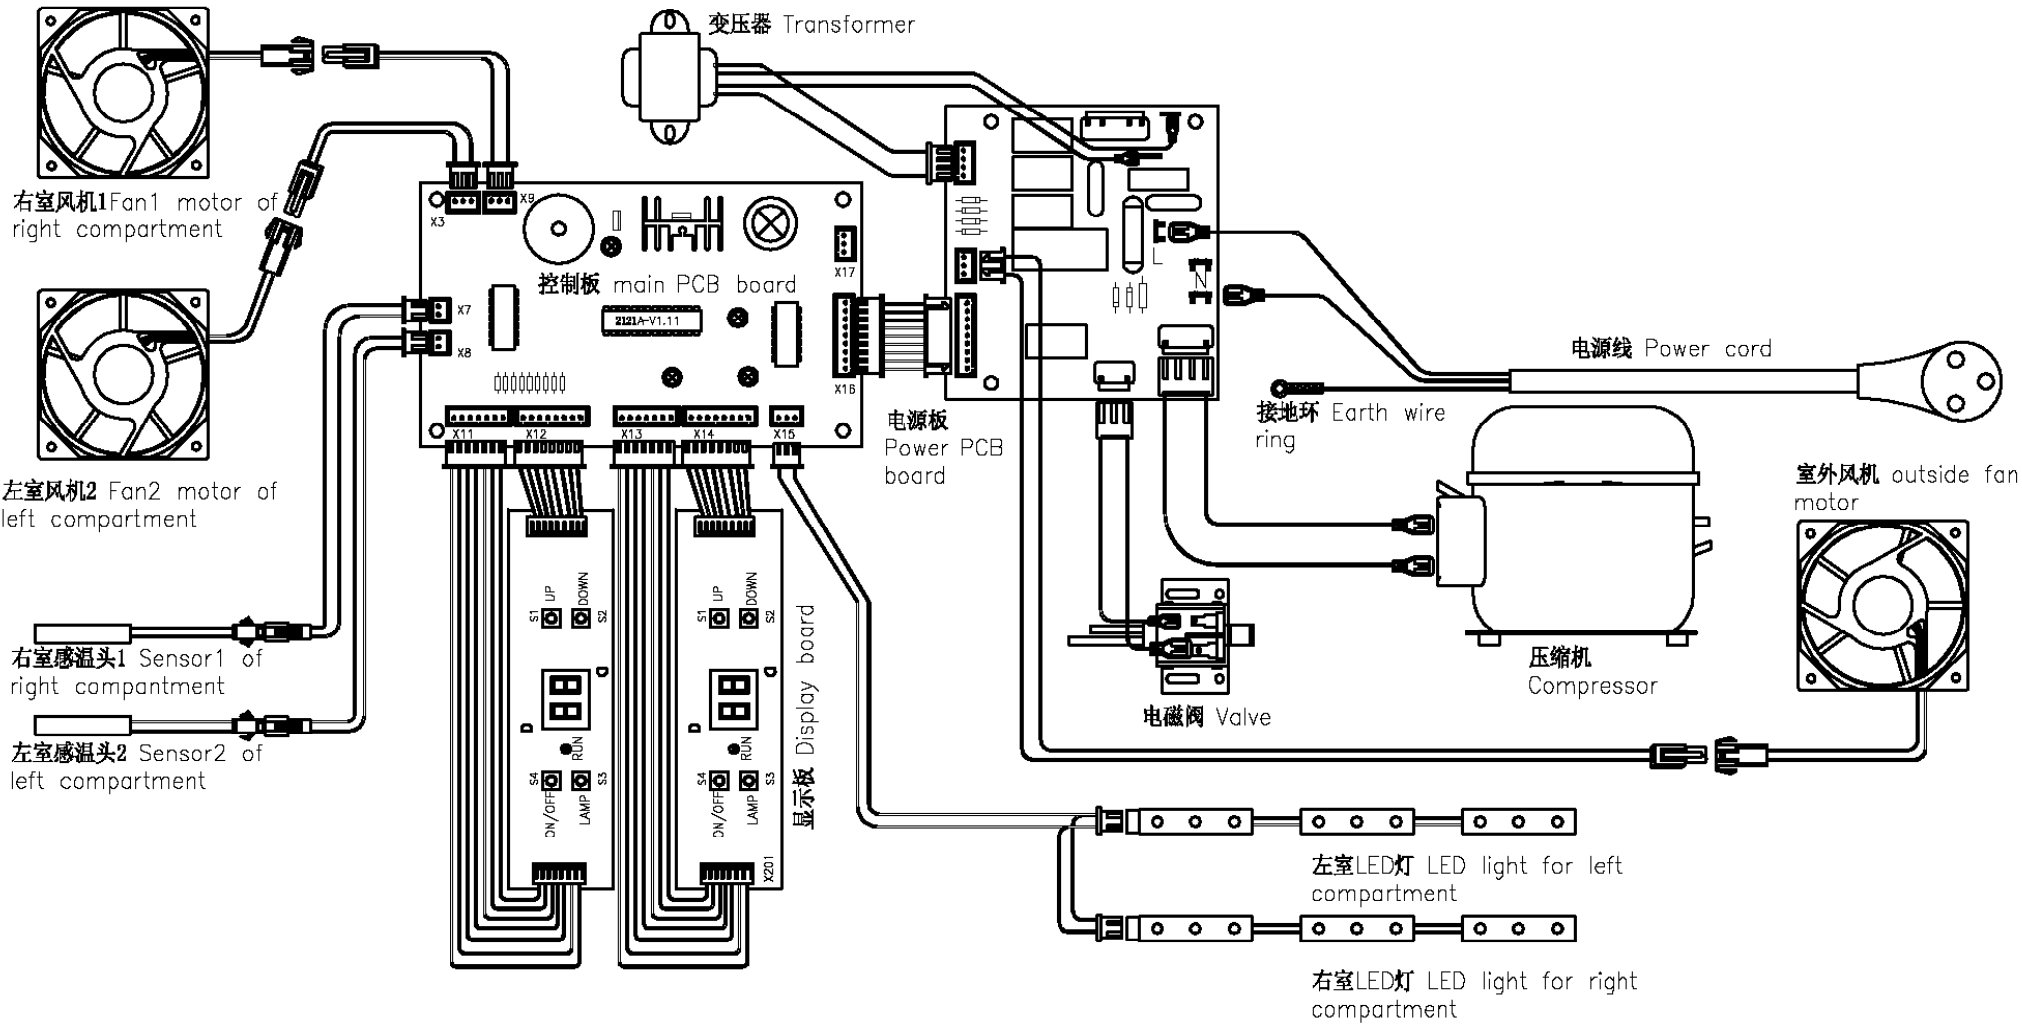 变压器 Transformer
右室风机1Fan1 motor of
right compartment
X3
X9
控制板 main PCB board
X17
2121A-V1.11
X7
X8
X16
L
N
电源线 Power cord
接地环 Earth wire
ring
电源板
Power PCB
board
X11
X12
X13
X14
X15
左室风机2 Fan2 motor of
left compartment
室外风机 outside fan
motor
S1
UP
DOWN
S2
S1
UP
DOWN
S2
右室感温头1 Sensor1 of
right compantment
左室感温头2 Sensor2 of
left compartment
压缩机
Compressor
电磁阀 Valve
显示板 Display board
RUN
S4
S3
ON/OFF
LAMP
RUN
S4
S3
ON/OFF
LAMP
X201
左室LED灯 LED light for left
compartment
右室LED灯 LED light for right
compartment